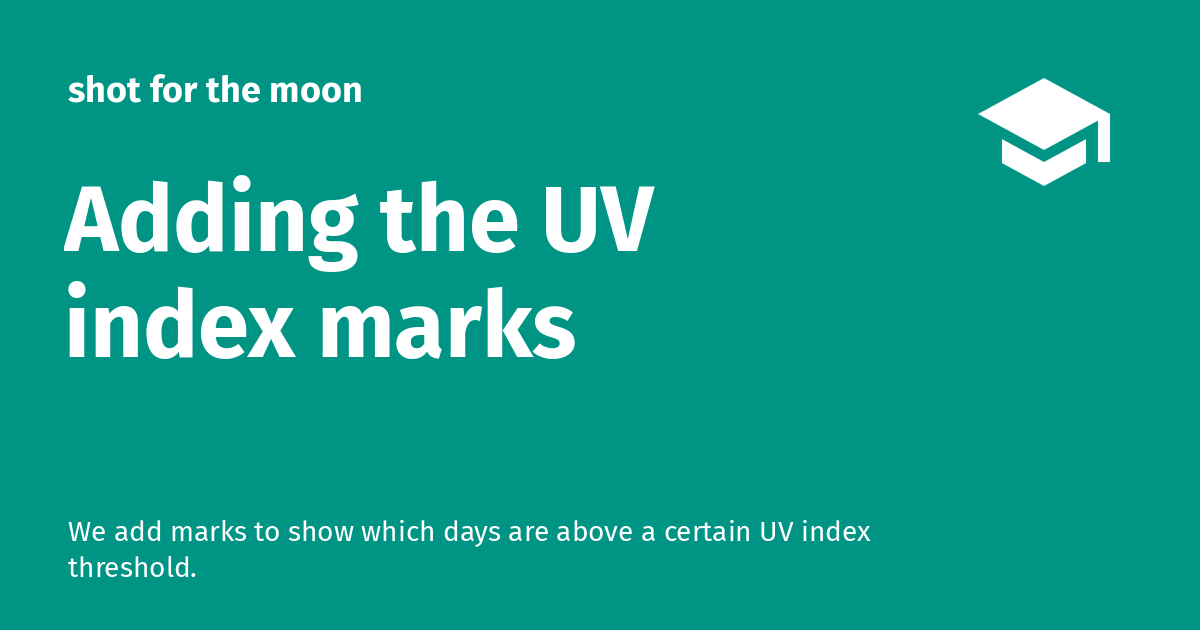 shot for the moon
Adding the UV
index marks
We add marks to show which days are above a certain UV index
threshold.